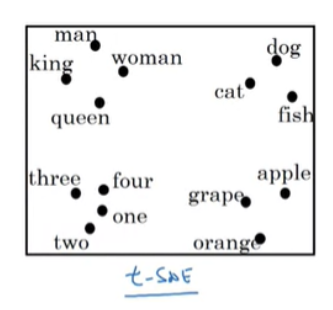 man
king
woman
queen
dog
cat
fish
three
four
one
two
apple
grape
orange
t-SNE